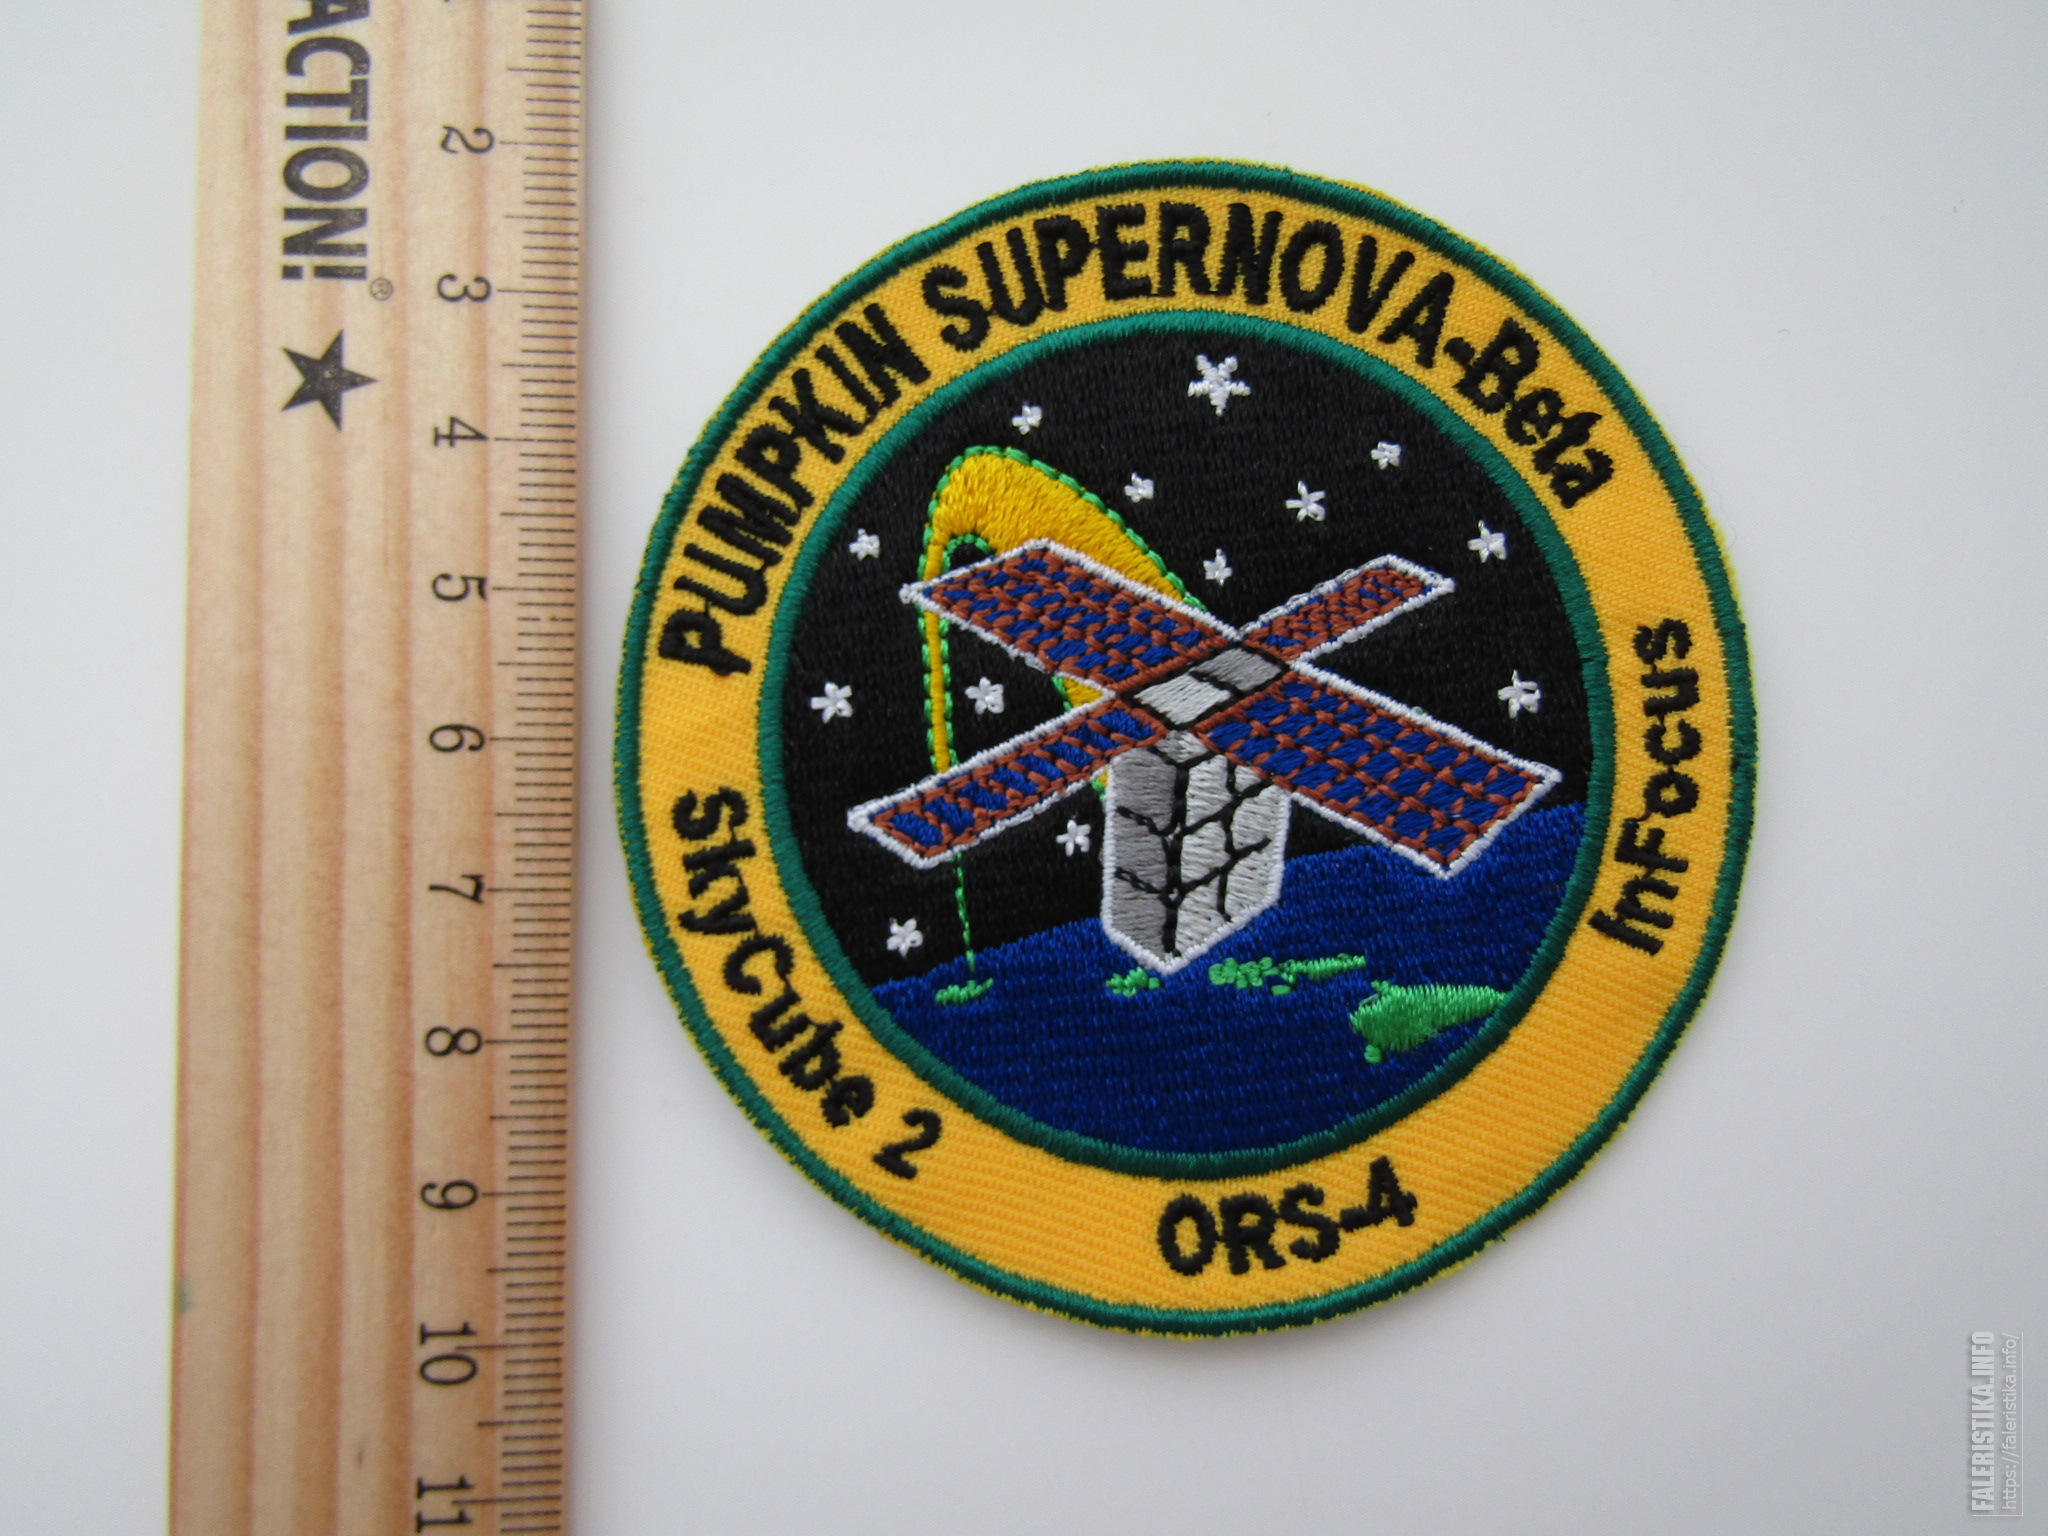 ACTION!
®
2
3
4
5
6
7
8
9
10
11
PUMPKIN SUPERNOVA-Beta
InFocus
SkyCube 2
ORS-4
FALERISTIKA.INFO
https://faleristika.info/